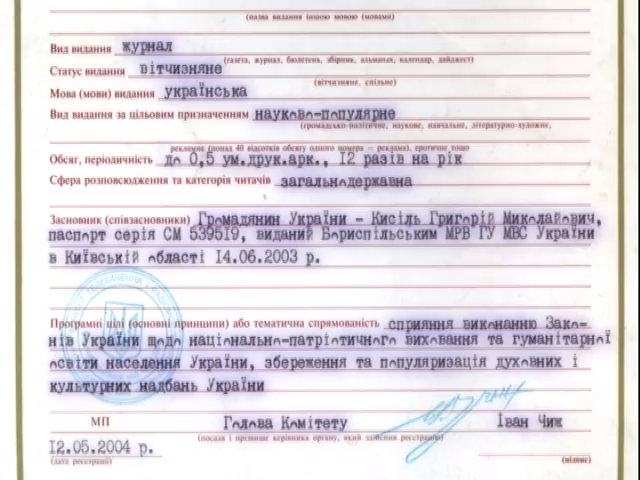 (назва видання іншою мовою (мовами)
Вид видання журнал
(газета, журнал, бюлетень, збірник, альманах, календар, дайджест)
Статус видання вітчизняне
(вітчизняне, спільне)
Мова (мови) видання українська
Вид видання за цільовим призначенням науково-популярне
(громадсько-політичне, наукове, навчальне, літературно-художнє,
рекламне (понад 40 відсотків обсягу одного номера – реклама), еротичне тощо
Обсяг, періодичність до 0,5 ум.друк.арк., 12 разів на рік
Сфера розповсюдження та категорія читачів загальнодержавна
Засновник (співзасновники) Громадянин України - Кисіль Григорій Миколайович,
паспорт серія СМ 539519, виданий Бориспільським МРВ ГУ МВС України
в Київській області 14.06.2003 р.
Програмні цілі (основні принципи) або тематична спрямованість сприяння виконанню Зако-
нів України щодо національно-патріотичного виховання та гуманітарної
освіти населення України, збереження та популяризація духовних і
культурних надбань України
МП Голова Комітету Іван Чиж
(посада і прізвище керівника органу, який здійснив реєстрацію)
12.05.2004 р.
(дата реєстрації) (підпис)